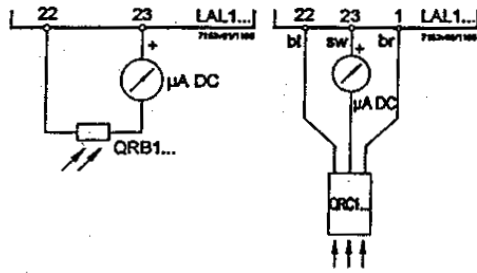 22 23 LAL1...
+
µA DC
QRB1...
22 23 1 LAL1...
bl sw br
+
µA DC
QRC1...